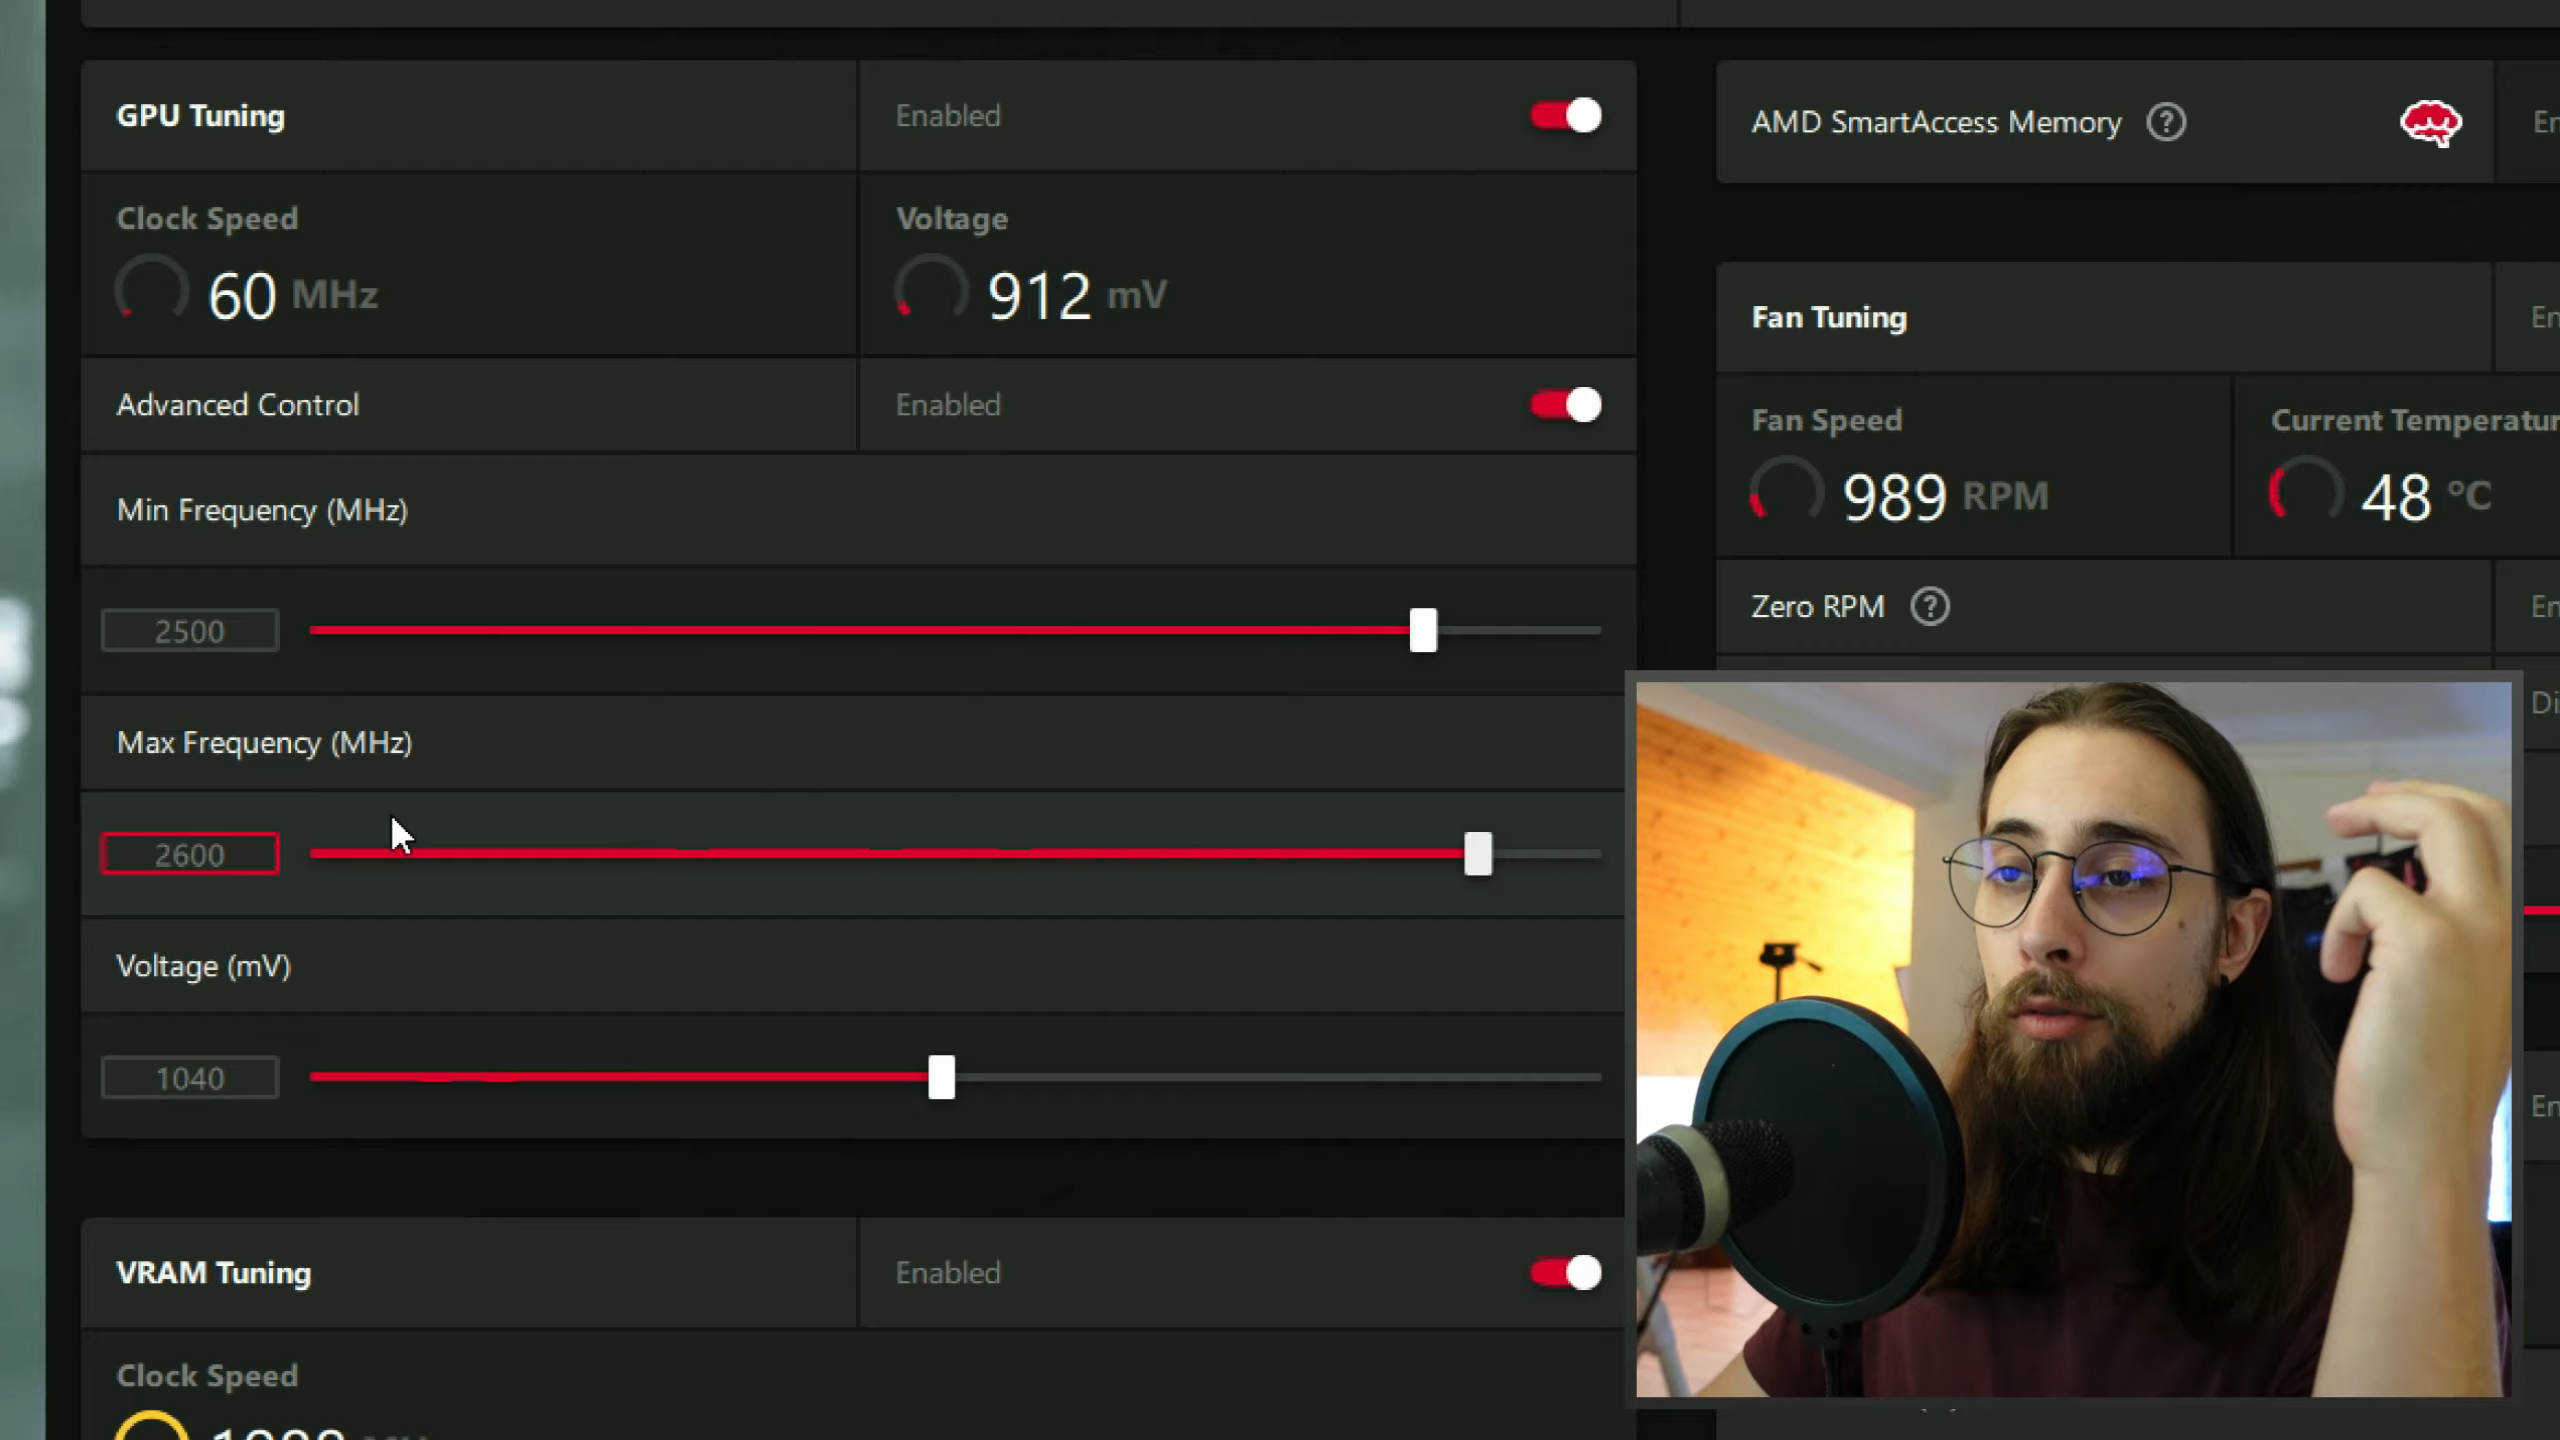 GPU Tuning
Enabled
Clock Speed
60 MHz
Voltage
912 mV
Advanced Control
Enabled
Min Frequency (MHz)
2500
Max Frequency (MHz)
2600
Voltage (mV)
1040
VRAM Tuning
Enabled
Clock Speed
AMD SmartAccess Memory ?
Fan Tuning
Fan Speed
989 RPM
Current Temperatur
48 °C
Zero RPM ?